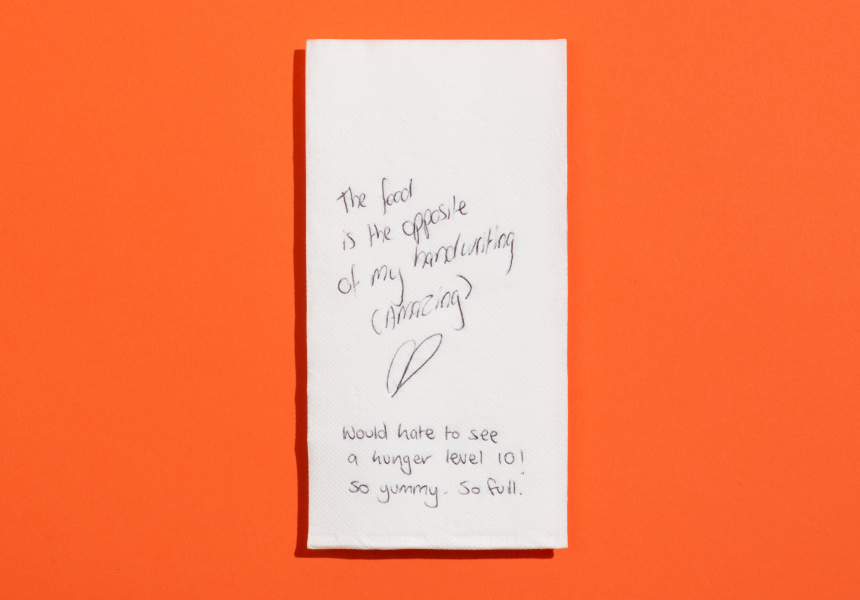 The food
is the opposite
of my handwriting
(Amazing)
Would hate to see
a hunger level 10!
So yummy. So full.